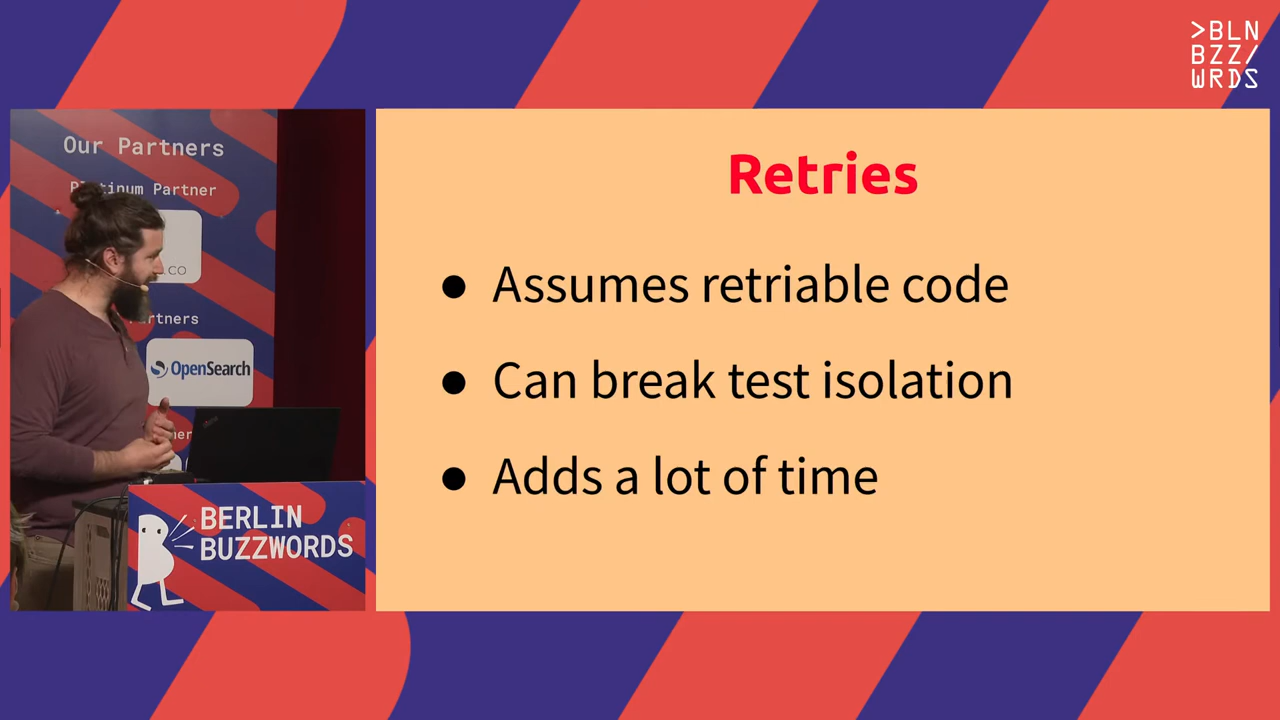 >BLN
BZZ/
WRDS
Our Partners
Platinum Partner
.CO
OpenSearch
BERLIN
BUZZWORDS
Retries
● Assumes retriable code
● Can break test isolation
● Adds a lot of time